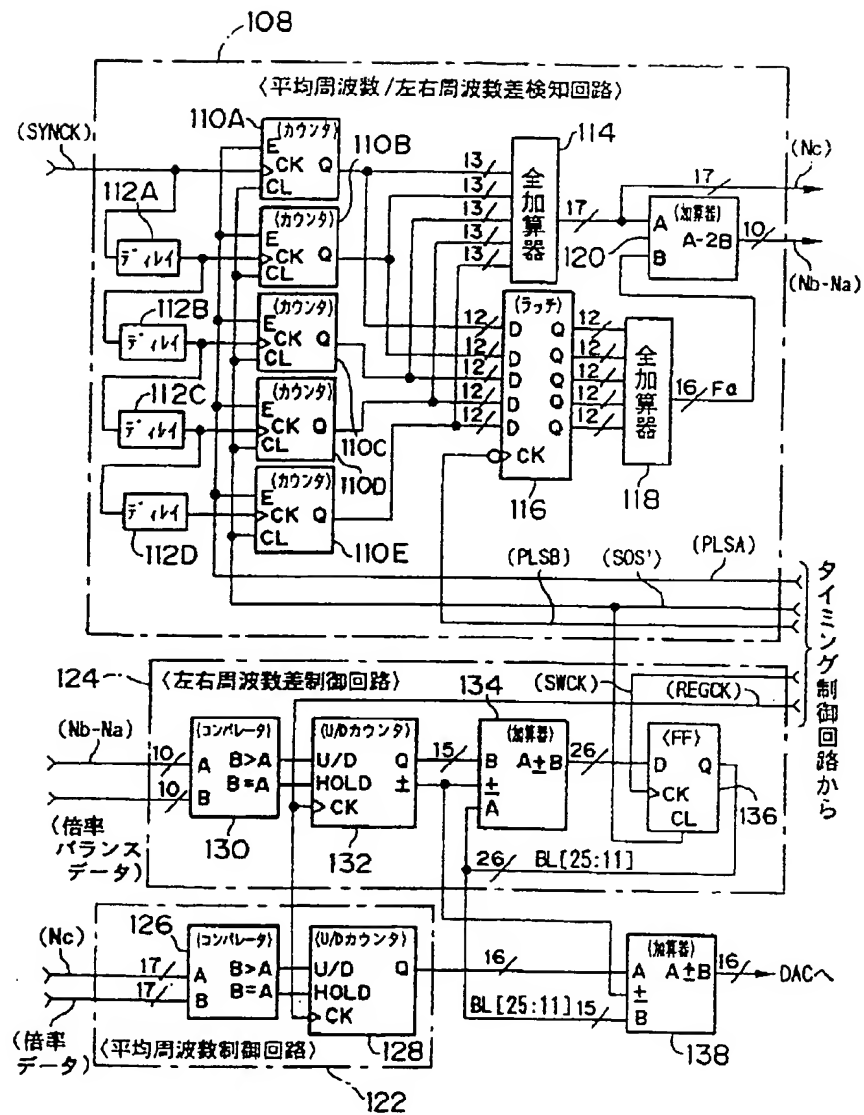 108
〈平均周波数/左右周波数差検知回路〉
(SYNCK)
110A
(カウンタ)
E
CK Q
CL
110B
112A
ディレイ
(カウンタ)
E
CK Q
CL
112B
ディレイ
(カウンタ)
E
CK Q
CL
110C
112C
ディレイ
(カウンタ)
E
CK Q
CL
110D
112D
ディレイ
(カウンタ)
E
CK Q
CL
110E
13
13
13
13
13
114
全加算器
17
17
(Nc)
(加算器)
A
A-2B
B
120
10
(Nb-Na)
12
12
12
12
12
(ラッチ)
D Q
D Q
D Q
D Q
D Q
CK
116
12
12
12
12
12
全加算器
118
16
Fα
(PLSB)
(SOS')
(PLSA)
タイミング制御回路から
124
〈左右周波数差制御回路〉
(SWCK)
(REGCK)
(Nb-Na)
10
10
(倍率
バランス
データ)
(コンパレータ)
A
B
B>A
B=A
130
(U/Dカウンタ)
U/D
HOLD
CK
Q
±
132
15
134
(加算器)
B
±
A
A±B
26
〈FF〉
D Q
CK
CL
136
26
BL[25:11]
(Nc)
17
17
(倍率
データ)
126
(コンパレータ)
A
B
B>A
B=A
(U/Dカウンタ)
U/D
HOLD
CK
Q
128
16
〈平均周波数制御回路〉
122
BL[25:11]
15
(加算器)
A
±
B
A±B
138
16
DACへ